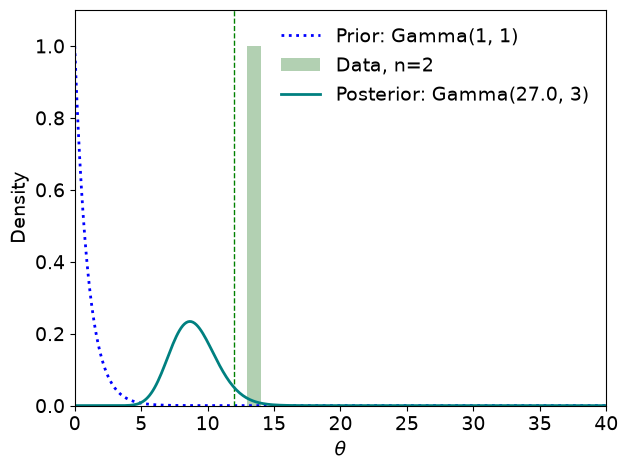 Prior: Gamma(1, 1)
Data, n=2
Posterior: Gamma(27.0, 3)
Density
1.0
0.8
0.6
0.4
0.2
0.0
0 5 10 15 20 25 30 35 40
θ